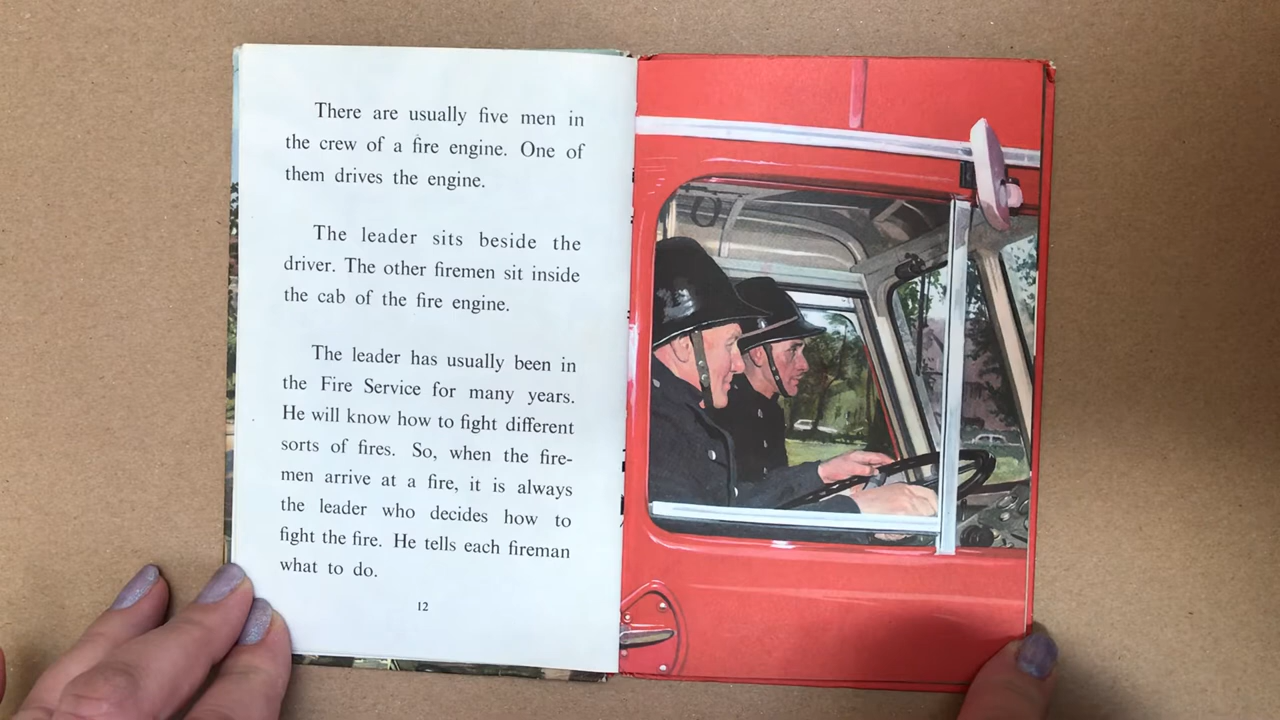 There are usually five men in
the crew of a fire engine. One of
them drives the engine.
The leader sits beside the
driver. The other firemen sit inside
the cab of the fire engine.
The leader has usually been in
the Fire Service for many years.
He will know how to fight different
sorts of fires. So, when the fire-
men arrive at a fire, it is always
the leader who decides how to
fight the fire. He tells each fireman
what to do.
12